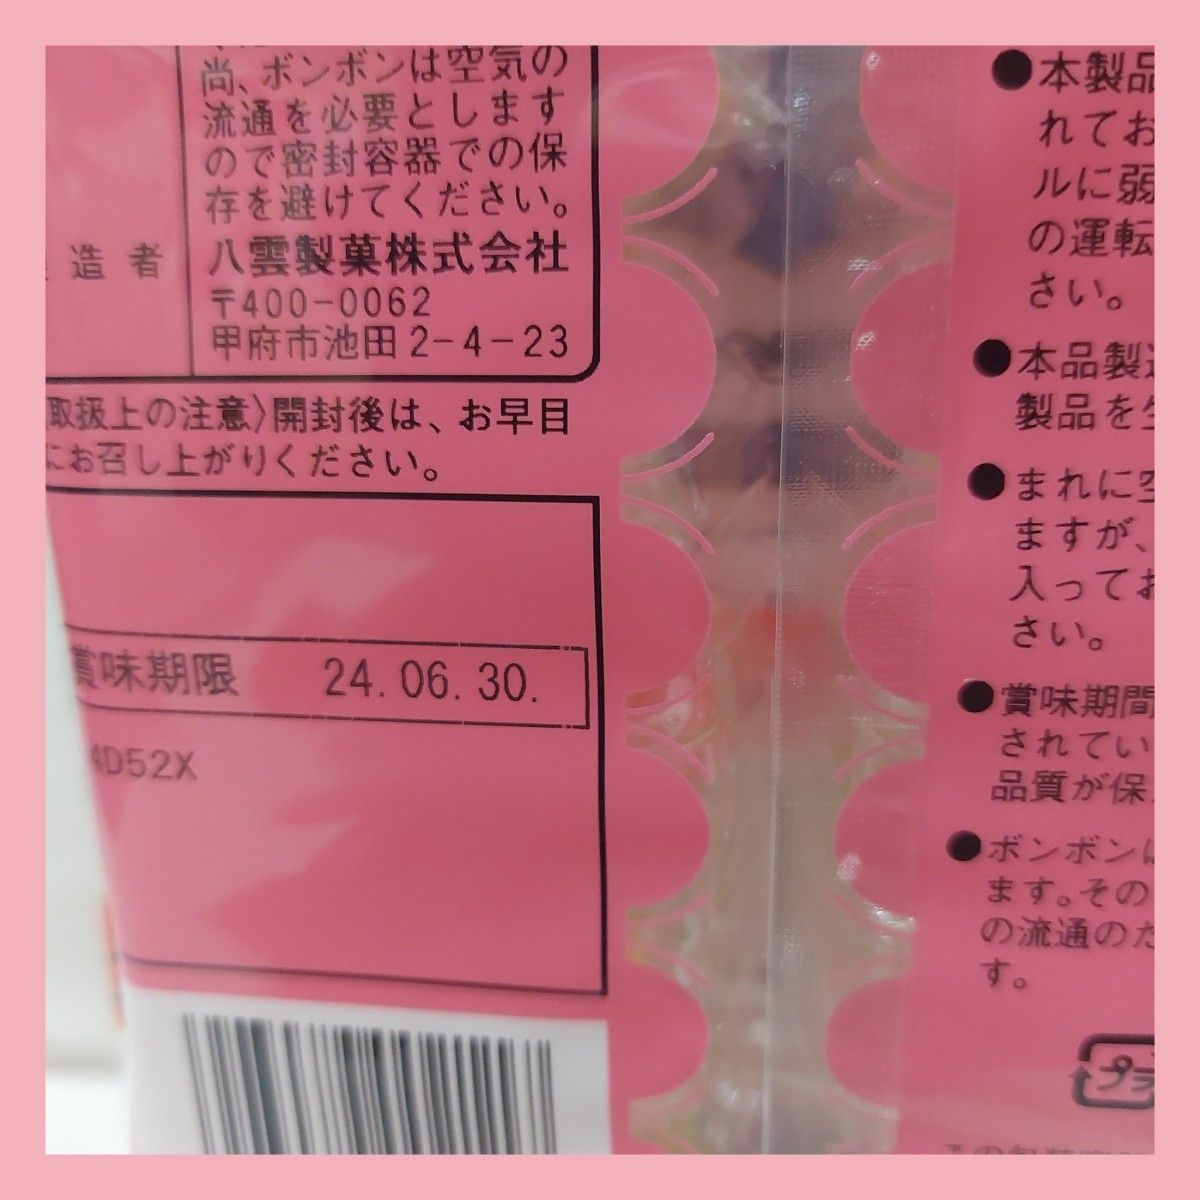 尚、ボンボンは空気の
流通を必要とします
ので密封容器での保
存を避けてください。
造者
八雲製菓株式会社
〒400-0062
甲府市池田2-4-23
取扱上の注意〉開封後は、お早目
にお召し上がりください。
賞味期限 24.06.30.
4D52X
●本製品
れてお
ルに弱
の運転
さい。
●本品製造
製品を生
●まれに空
ますが、
入ってお
さい。
●賞味期間
されてい
品質が保
●ボンボンは
ます。その
の流通のた
す。
プラ